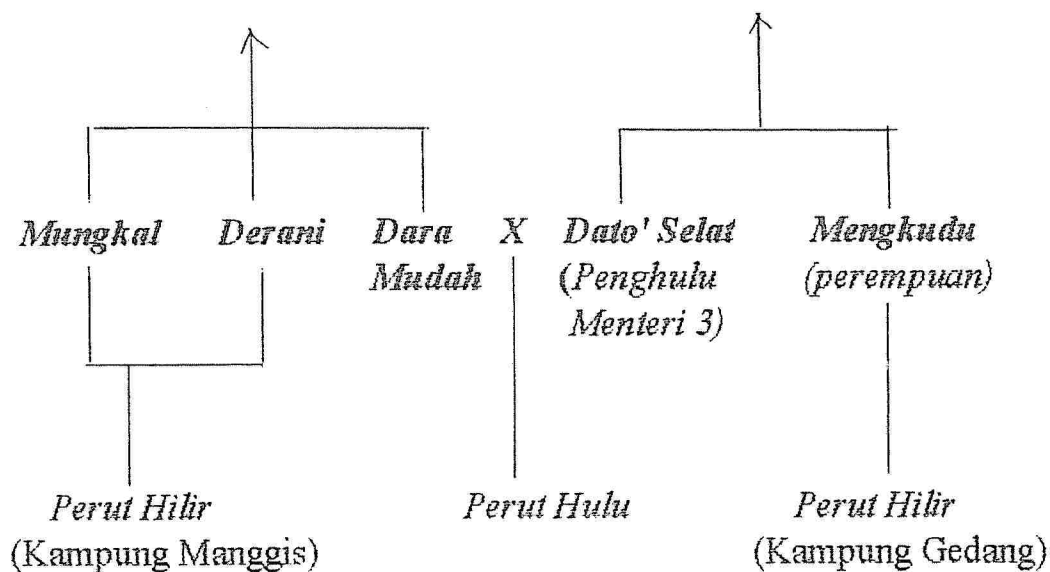 Mungkal Derani Dara X Dato' Selat Mengkudu
Mudah (Penghulu (perempuan)
Menteri 3)
Perut Hilir Perut Hulu Perut Hilir
(Kampung Manggis) (Kampung Gedang)